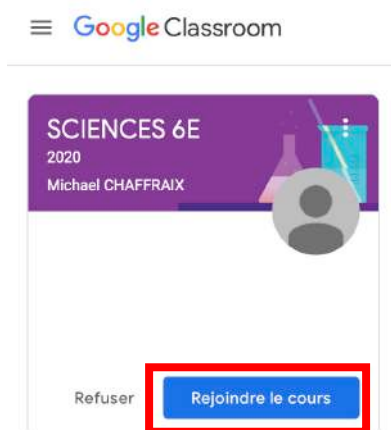 Google Classroom
SCIENCES 6E
2020
Michael CHAFFRAIX
Refuser
Rejoindre le cours